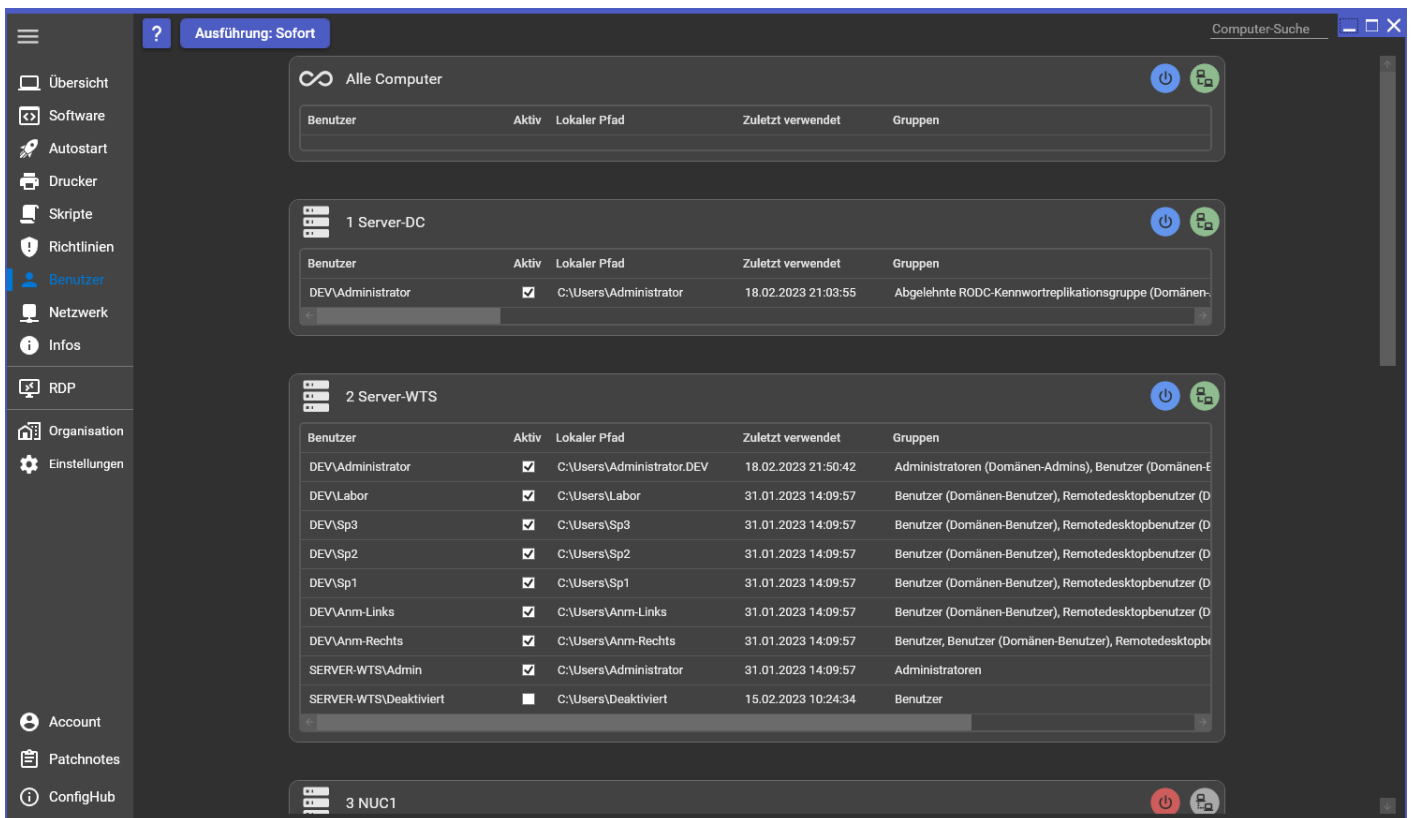 ? Ausführung: Sofort
Computer-Suche
Übersicht
Software
Autostart
Drucker
Skripte
Richtlinien
Benutzer
Netzwerk
Infos
RDP
Organisation
Einstellungen
Account
Patchnotes
ConfigHub
Alle Computer
Benutzer Aktiv Lokaler Pfad Zuletzt verwendet Gruppen
1 Server-DC
Benutzer Aktiv Lokaler Pfad Zuletzt verwendet Gruppen
DEV\Administrator C:\Users\Administrator 18.02.2023 21:03:55 Abgelehnte RODC-Kennwortreplikationsgruppe (Domänen-
2 Server-WTS
Benutzer Aktiv Lokaler Pfad Zuletzt verwendet Gruppen
DEV\Administrator C:\Users\Administrator.DEV 18.02.2023 21:50:42 Administratoren (Domänen-Admins), Benutzer (Domänen-
DEV\Labor C:\Users\Labor 31.01.2023 14:09:57 Benutzer (Domänen-Benutzer), Remotedesktopbenutzer (D
DEV\Sp3 C:\Users\Sp3 31.01.2023 14:09:57 Benutzer (Domänen-Benutzer), Remotedesktopbenutzer (D
DEV\Sp2 C:\Users\Sp2 31.01.2023 14:09:57 Benutzer (Domänen-Benutzer), Remotedesktopbenutzer (D
DEV\Sp1 C:\Users\Sp1 31.01.2023 14:09:57 Benutzer (Domänen-Benutzer), Remotedesktopbenutzer (D
DEV\Anm-Links C:\Users\Anm-Links 31.01.2023 14:09:57 Benutzer (Domänen-Benutzer), Remotedesktopbenutzer (D
DEV\Anm-Rechts C:\Users\Anm-Rechts 31.01.2023 14:09:57 Benutzer, Benutzer (Domänen-Benutzer), Remotedesktopb
SERVER-WTS\Admin C:\Users\Administrator 31.01.2023 14:09:57 Administratoren
SERVER-WTS\Deaktiviert C:\Users\Deaktiviert 15.02.2023 10:24:34 Benutzer
3 NUC1